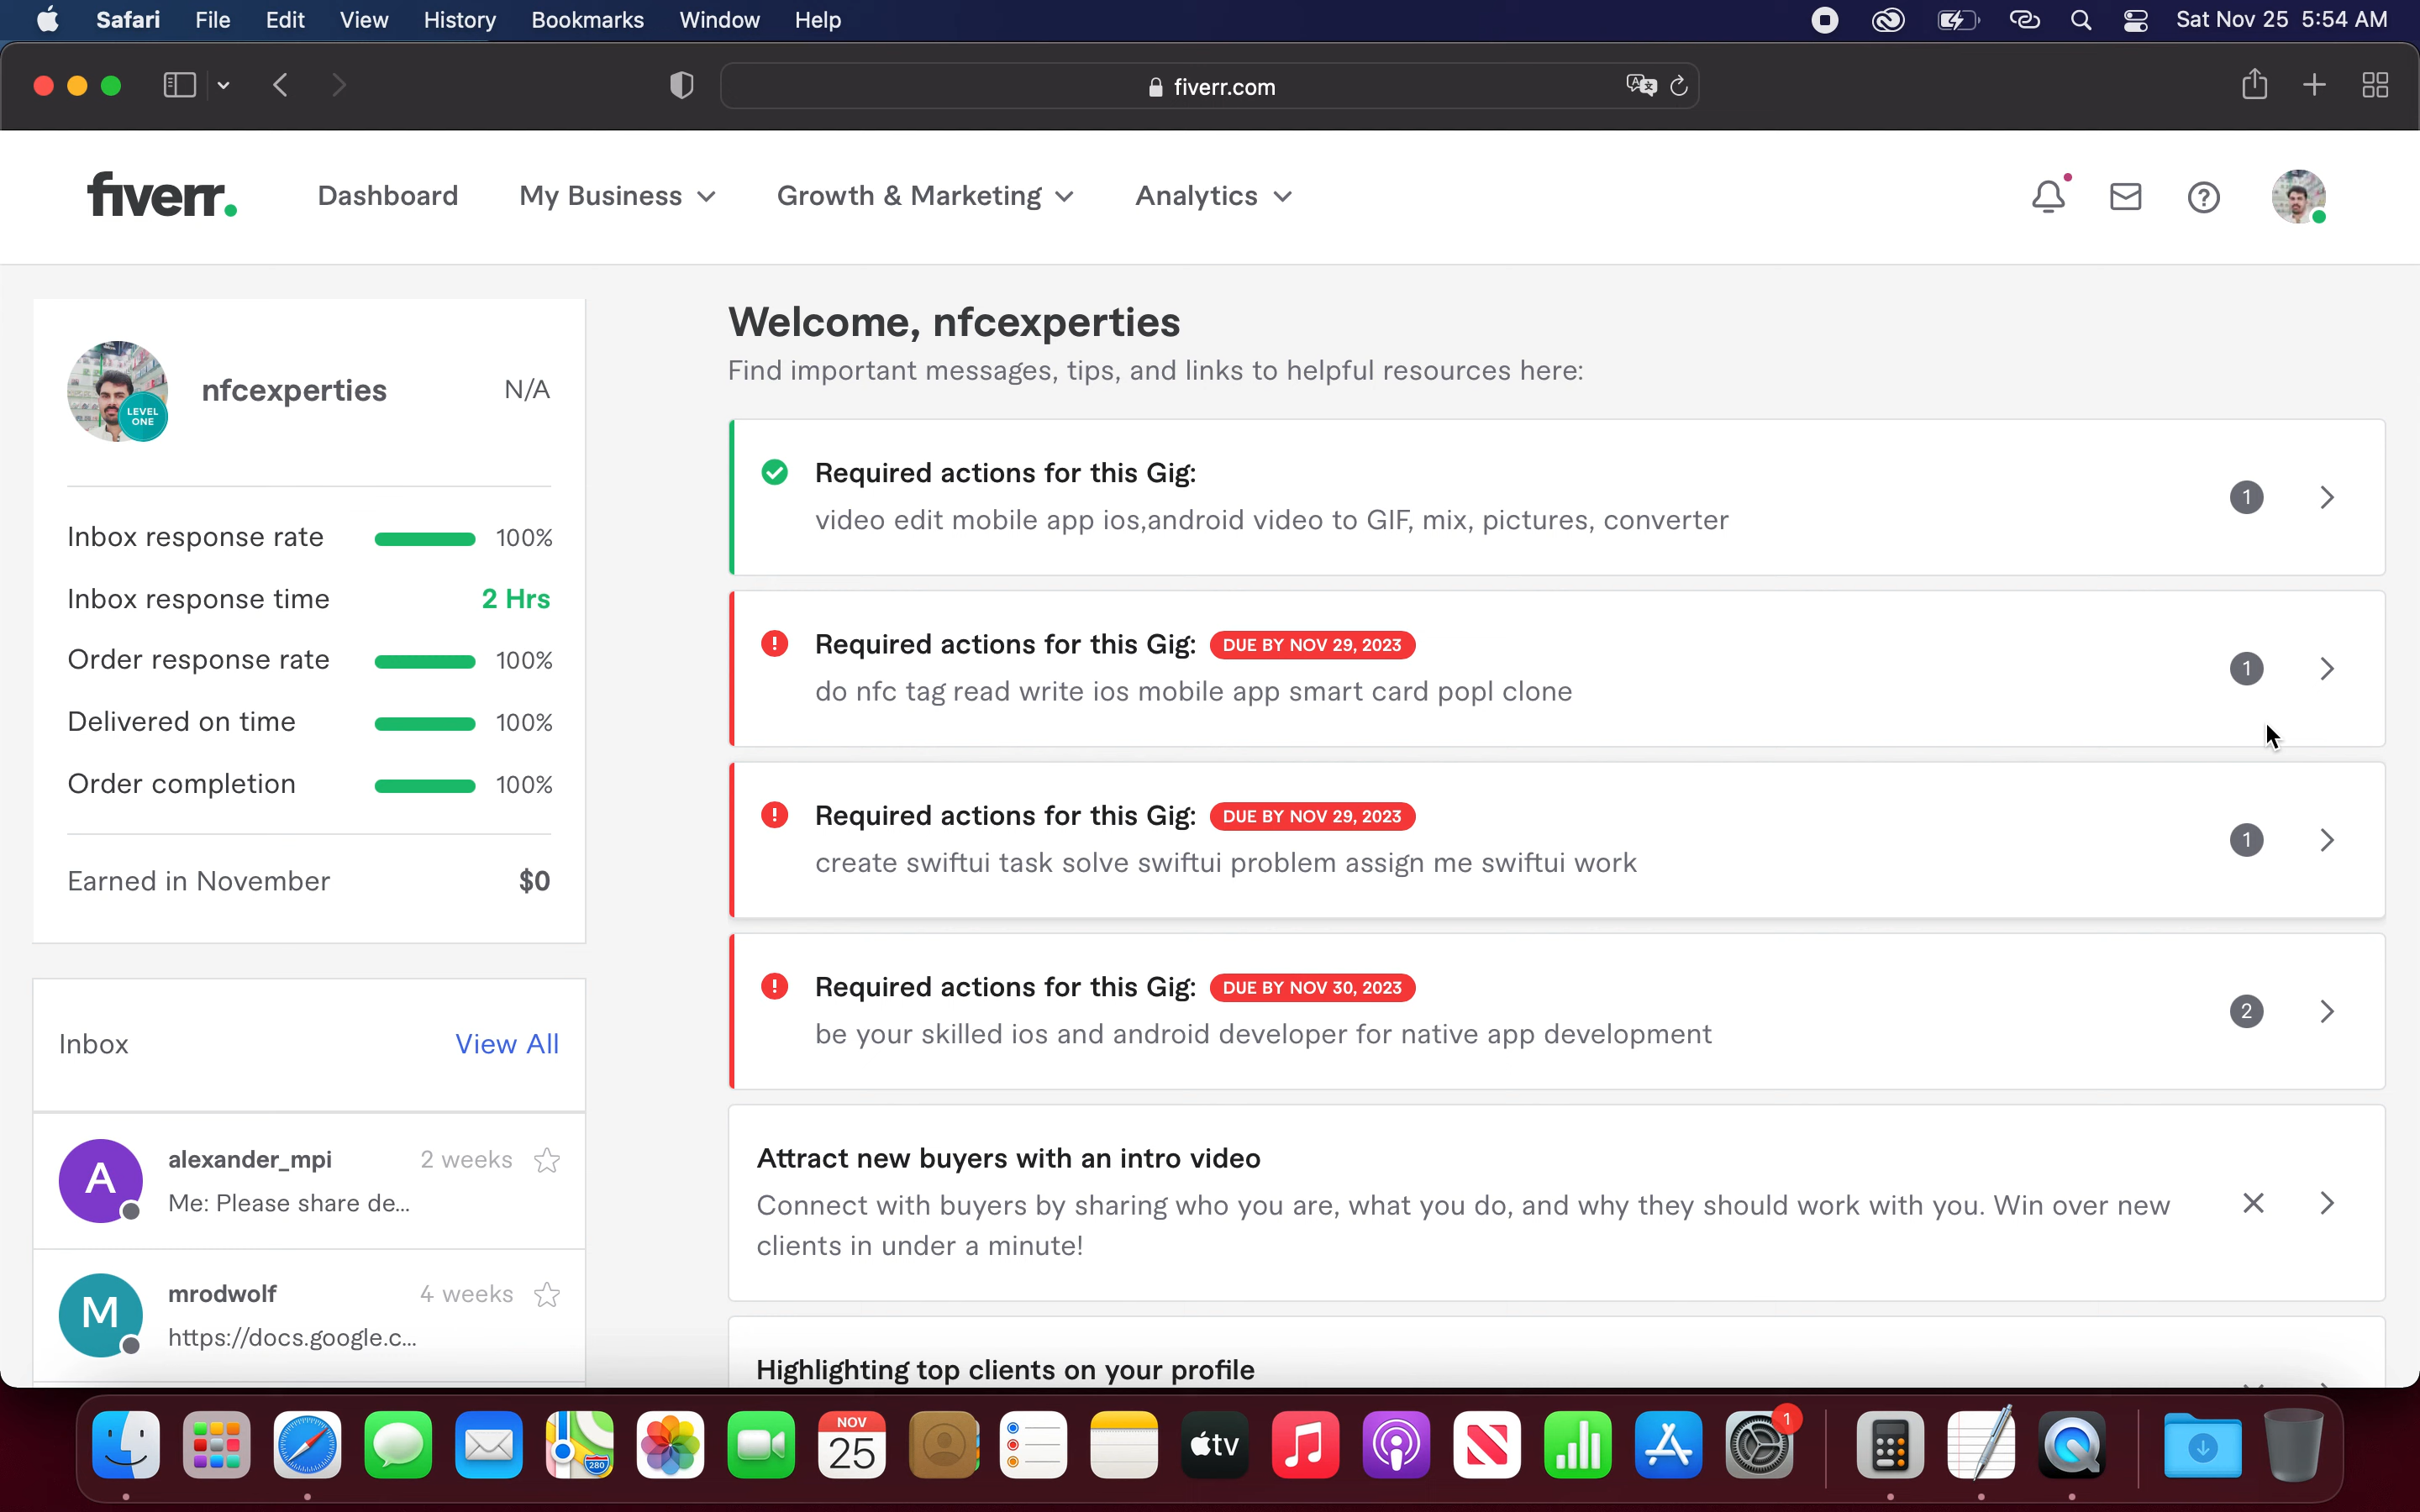 Safari File Edit View History Bookmarks Window Help Sat Nov 25 5:54 AM
fiverr.com
fiverr. Dashboard My Business Growth & Marketing Analytics
nfcexperties N/A
LEVEL
ONE
Inbox response rate 100%
Inbox response time 2 Hrs
Order response rate 100%
Delivered on time 100%
Order completion 100%
Earned in November $0
Inbox View All
A alexander_mpi 2 weeks
Me: Please share de...
M mrodwolf 4 weeks
https://docs.google.c...
Welcome, nfcexperties
Find important messages, tips, and links to helpful resources here:
Required actions for this Gig: 1
video edit mobile app ios,android video to GIF, mix, pictures, converter
Required actions for this Gig: DUE BY NOV 29, 2023 1
do nfc tag read write ios mobile app smart card popl clone
Required actions for this Gig: DUE BY NOV 29, 2023 1
create swiftui task solve swiftui problem assign me swiftui work
Required actions for this Gig: DUE BY NOV 30, 2023 2
be your skilled ios and android developer for native app development
Attract new buyers with an intro video
Connect with buyers by sharing who you are, what you do, and why they should work with you. Win over new
clients in under a minute!
Highlighting top clients on your profile
280
NOV
25
tv
1